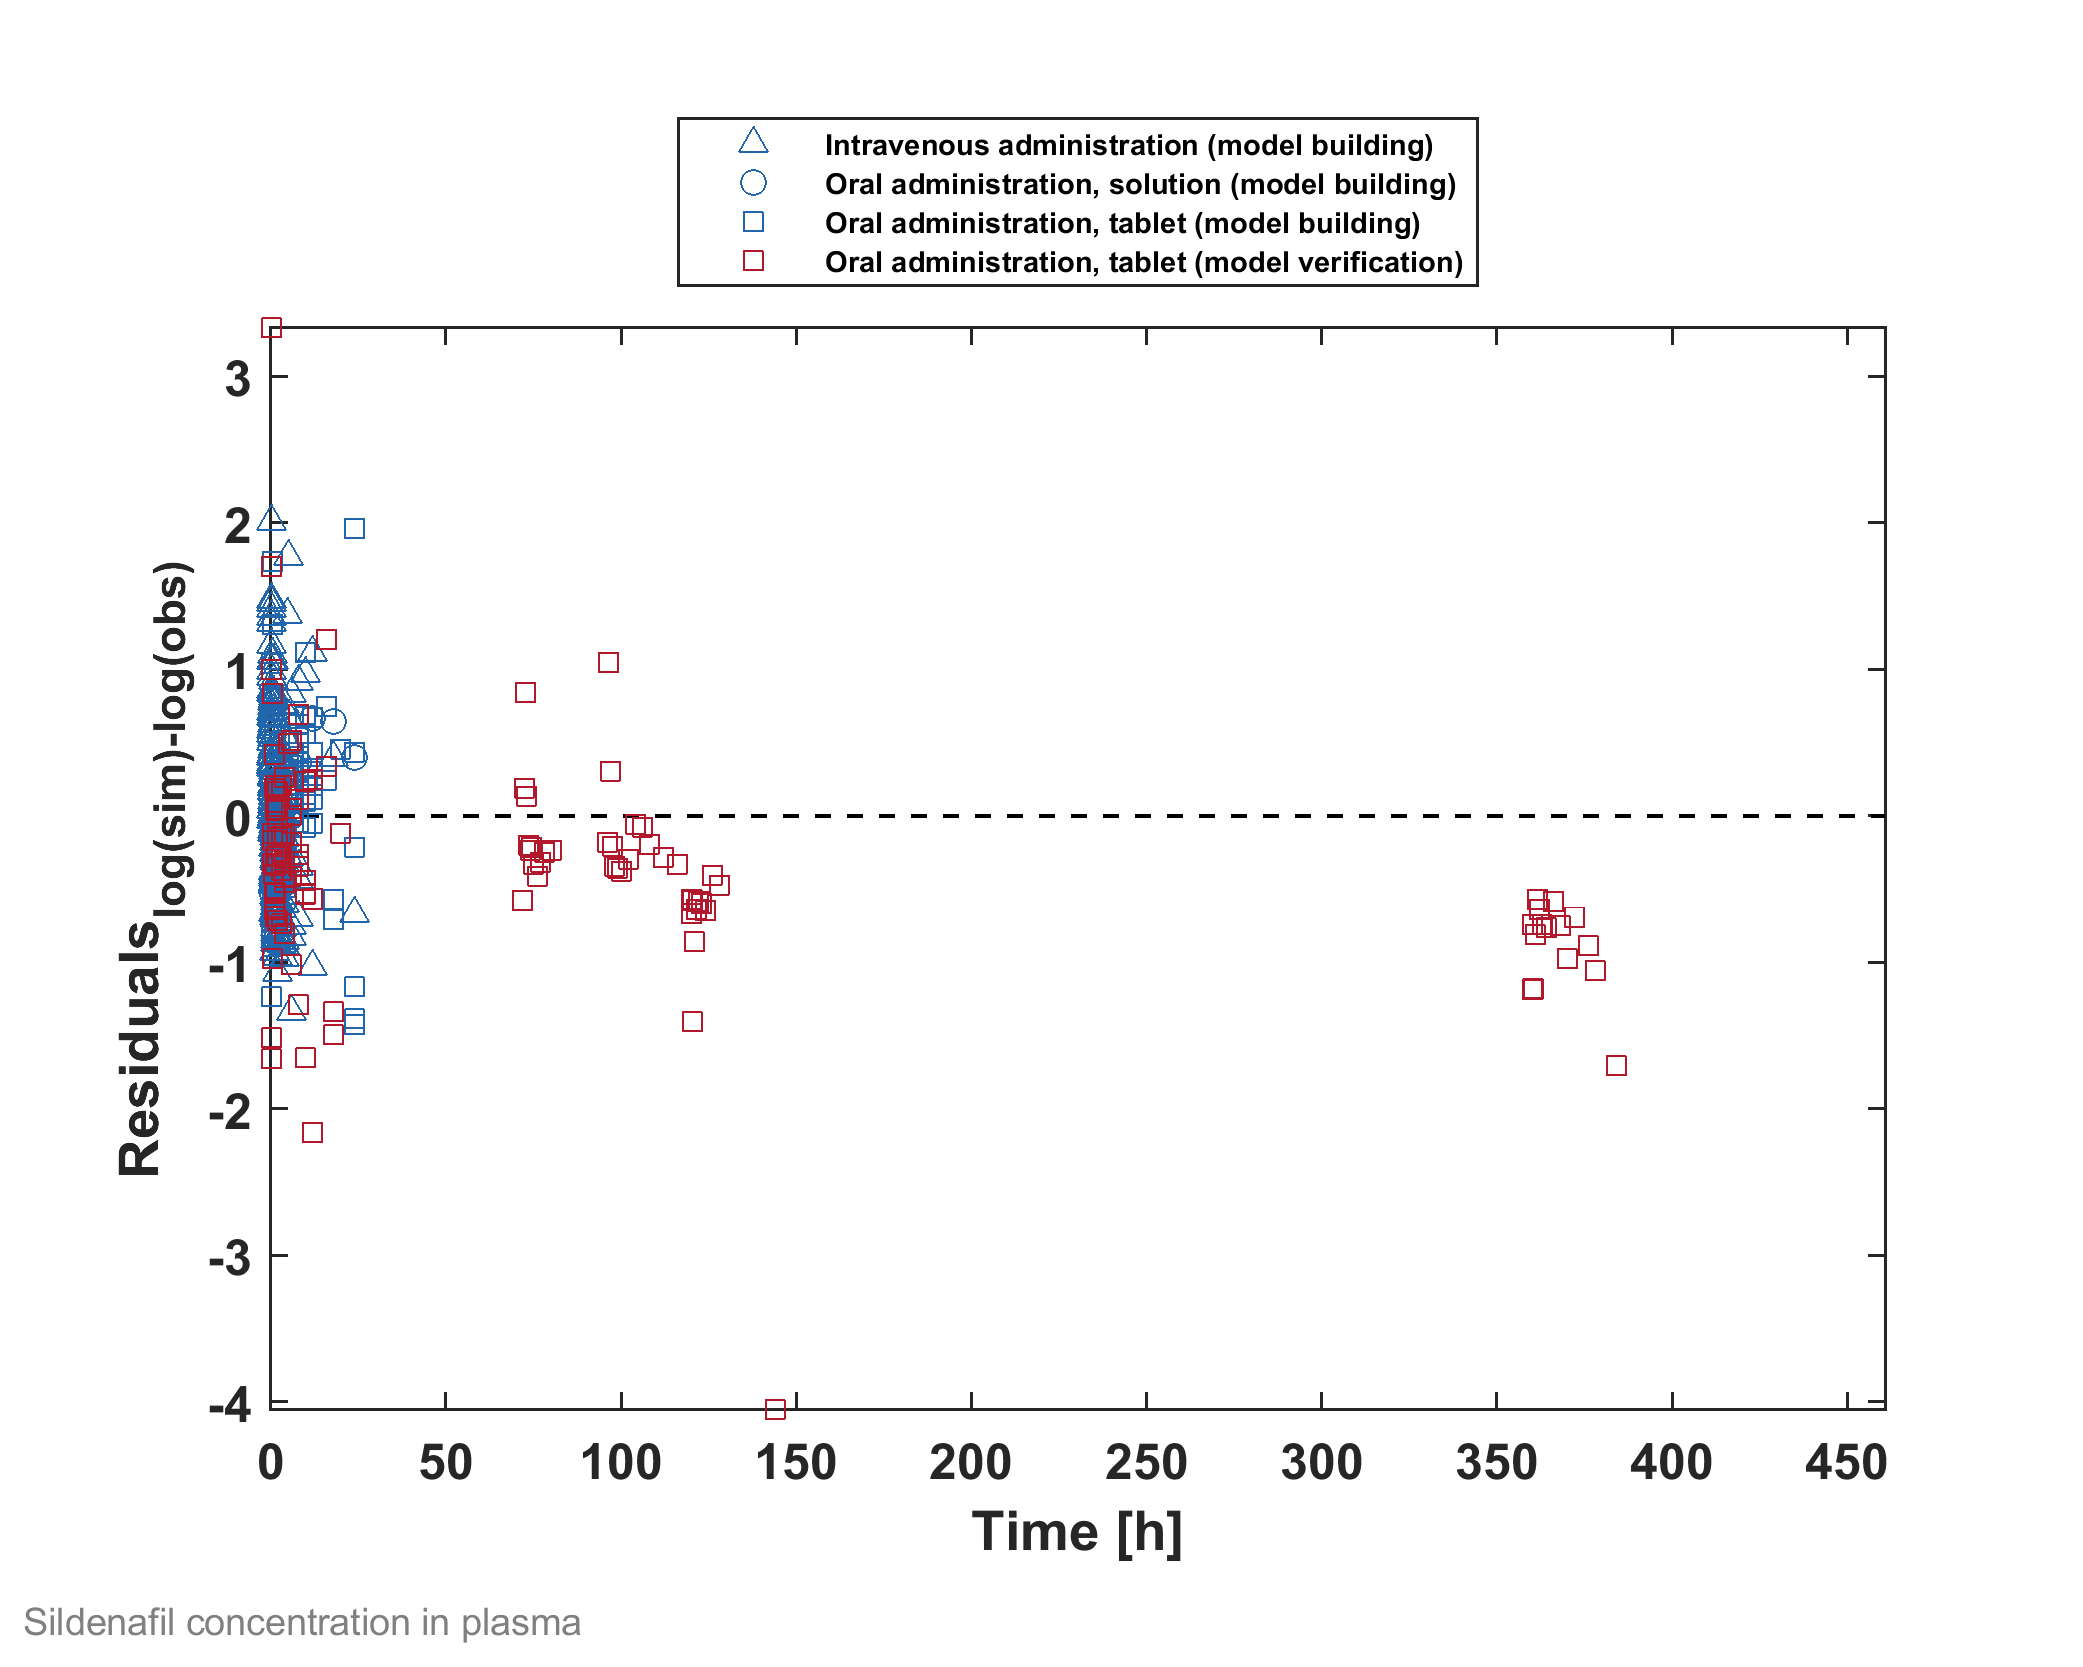 Intravenous administration (model building)
Oral administration, solution (model building)
Oral administration, tablet (model building)
Oral administration, tablet (model verification)
Residuals log(sim)-log(obs)
3
2
1
0
-1
-2
-3
-4
0 50 100 150 200 250 300 350 400 450
Time [h]
Sildenafil concentration in plasma